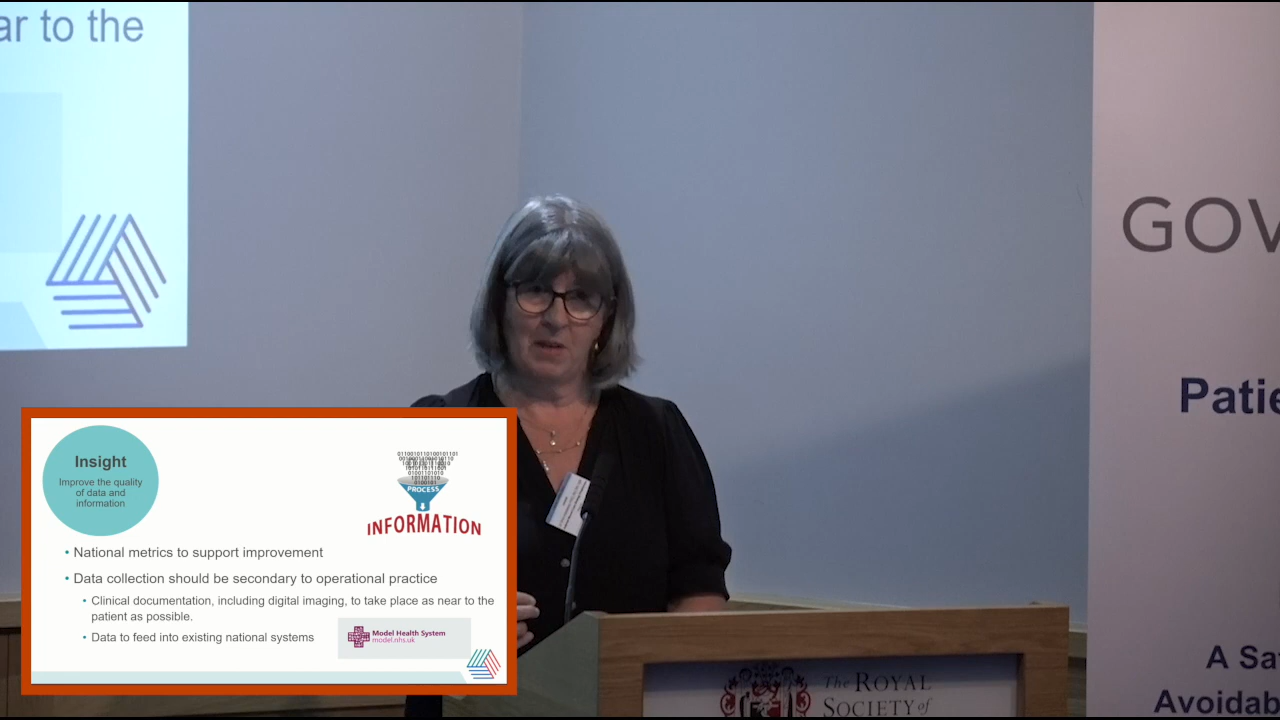 ar to the
GOV
Patie
A Sa
Avoidab
The ROYAL
SOCIETY of
Insight
Improve the quality
of data and
information
PROCESS
INFORMATION
• National metrics to support improvement
• Data collection should be secondary to operational practice
• Clinical documentation, including digital imaging, to take place as near to the
patient as possible.
• Data to feed into existing national systems
Model Health System
model.nhs.uk